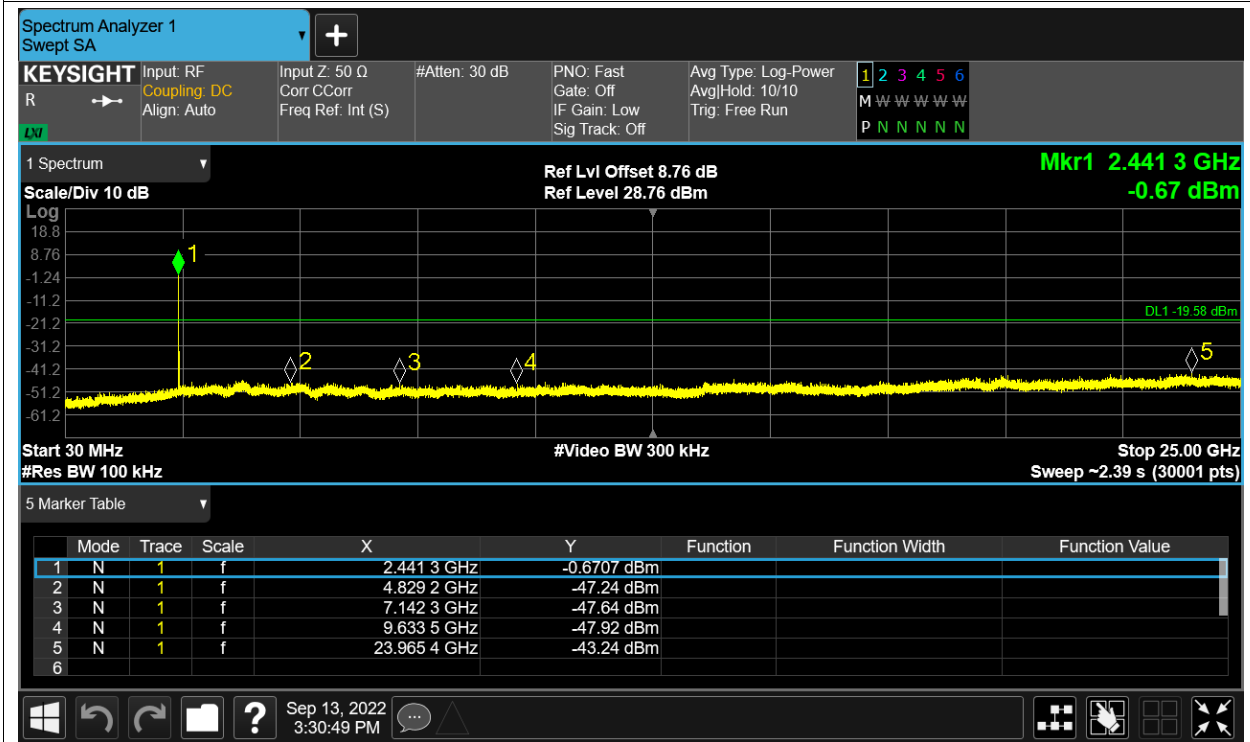 Spectrum Analyzer 1
Swept SA
+
KEYSIGHT
R
LXI
Input: RF
Coupling: DC
Align: Auto
Input Z: 50 Ω
Corr CCorr
Freq Ref: Int (S)
#Atten: 30 dB
PNO: Fast
Gate: Off
IF Gain: Low
Sig Track: Off
Avg Type: Log-Power
Avg|Hold: 10/10
Trig: Free Run
1 2 3 4 5 6
M W W W W W
P N N N N N
1 Spectrum
Scale/Div 10 dB
Ref Lvl Offset 8.76 dB
Ref Level 28.76 dBm
Mkr1 2.441 3 GHz
-0.67 dBm
Log
18.8
8.76
-1.24
-11.2
-21.2
-31.2
-41.2
-51.2
-61.2
1
2
3
4
5
DL1 -19.58 dBm
Start 30 MHz
#Video BW 300 kHz
Stop 25.00 GHz
#Res BW 100 kHz
Sweep ~2.39 s (30001 pts)
5 Marker Table
Mode Trace Scale X Y Function Function Width Function Value
1 N 1 f 2.441 3 GHz -0.6707 dBm
2 N 1 f 4.829 2 GHz -47.24 dBm
3 N 1 f 7.142 3 GHz -47.64 dBm
4 N 1 f 9.633 5 GHz -47.92 dBm
5 N 1 f 23.965 4 GHz -43.24 dBm
6
?
Sep 13, 2022
3:30:49 PM